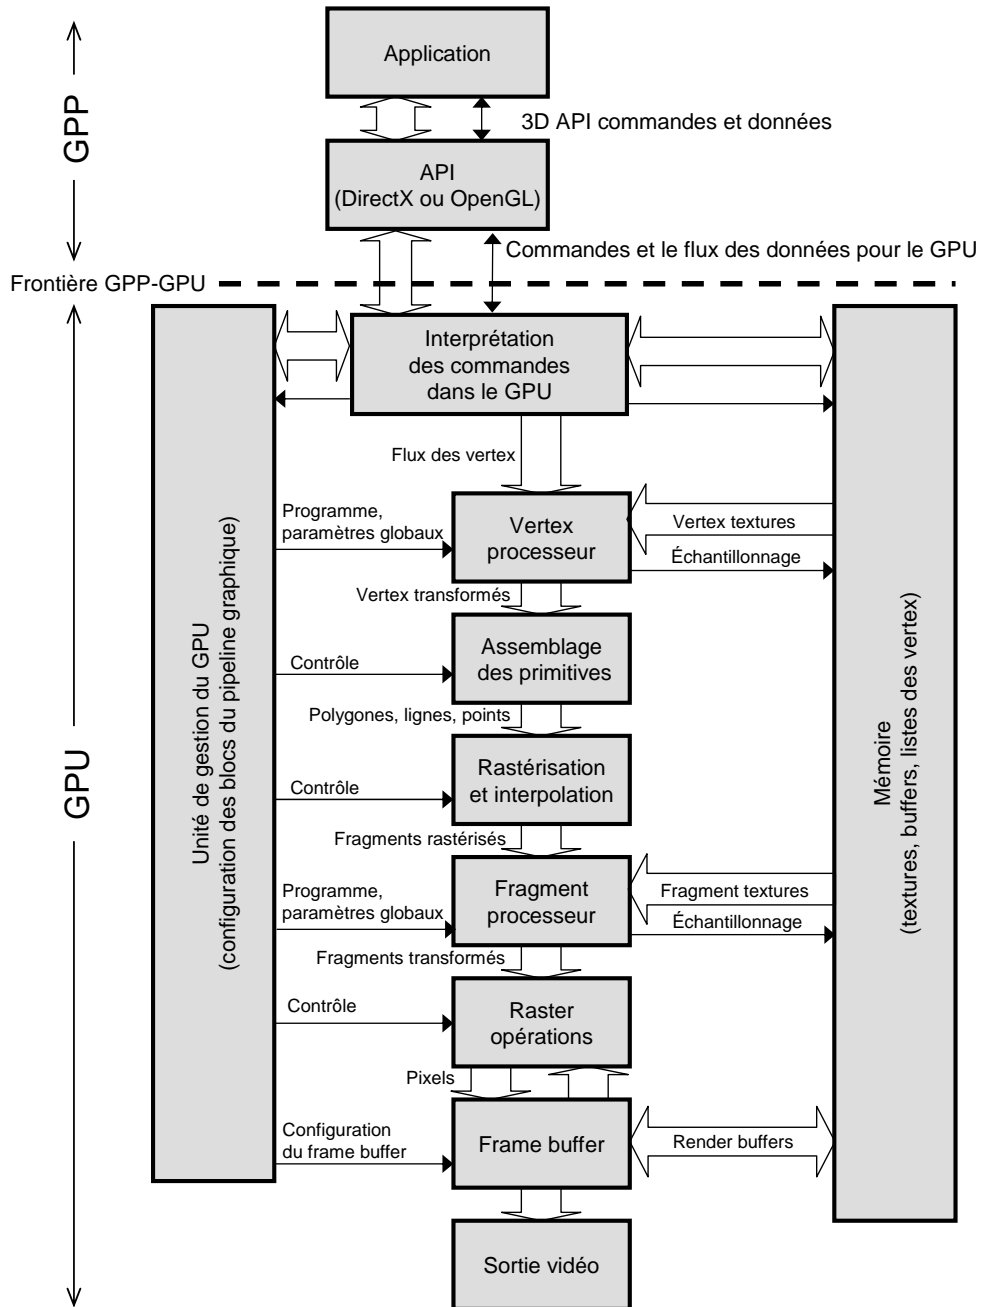 Application
GPP
3D API commandes et données
API
(DirectX ou OpenGL)
Commandes et le flux des données pour le GPU
Frontière GPP-GPU
Interprétation
des commandes
dans le GPU
Flux des vertex
Programme,
paramètres globaux
Vertex
processeur
Vertex textures
Échantillonnage
Vertex transformés
Contrôle
Assemblage
des primitives
Polygones, lignes, points
GPU
Unité de gestion du GPU
(configuration des blocs du pipeline graphique)
Mémoire
(textures, buffers, listes des vertex)
Contrôle
Rastérisation
et interpolation
Fragments rastérisés
Programme,
paramètres globaux
Fragment
processeur
Fragment textures
Échantillonnage
Fragments transformés
Contrôle
Raster
opérations
Pixels
Configuration
du frame buffer
Frame buffer
Render buffers
Sortie vidéo